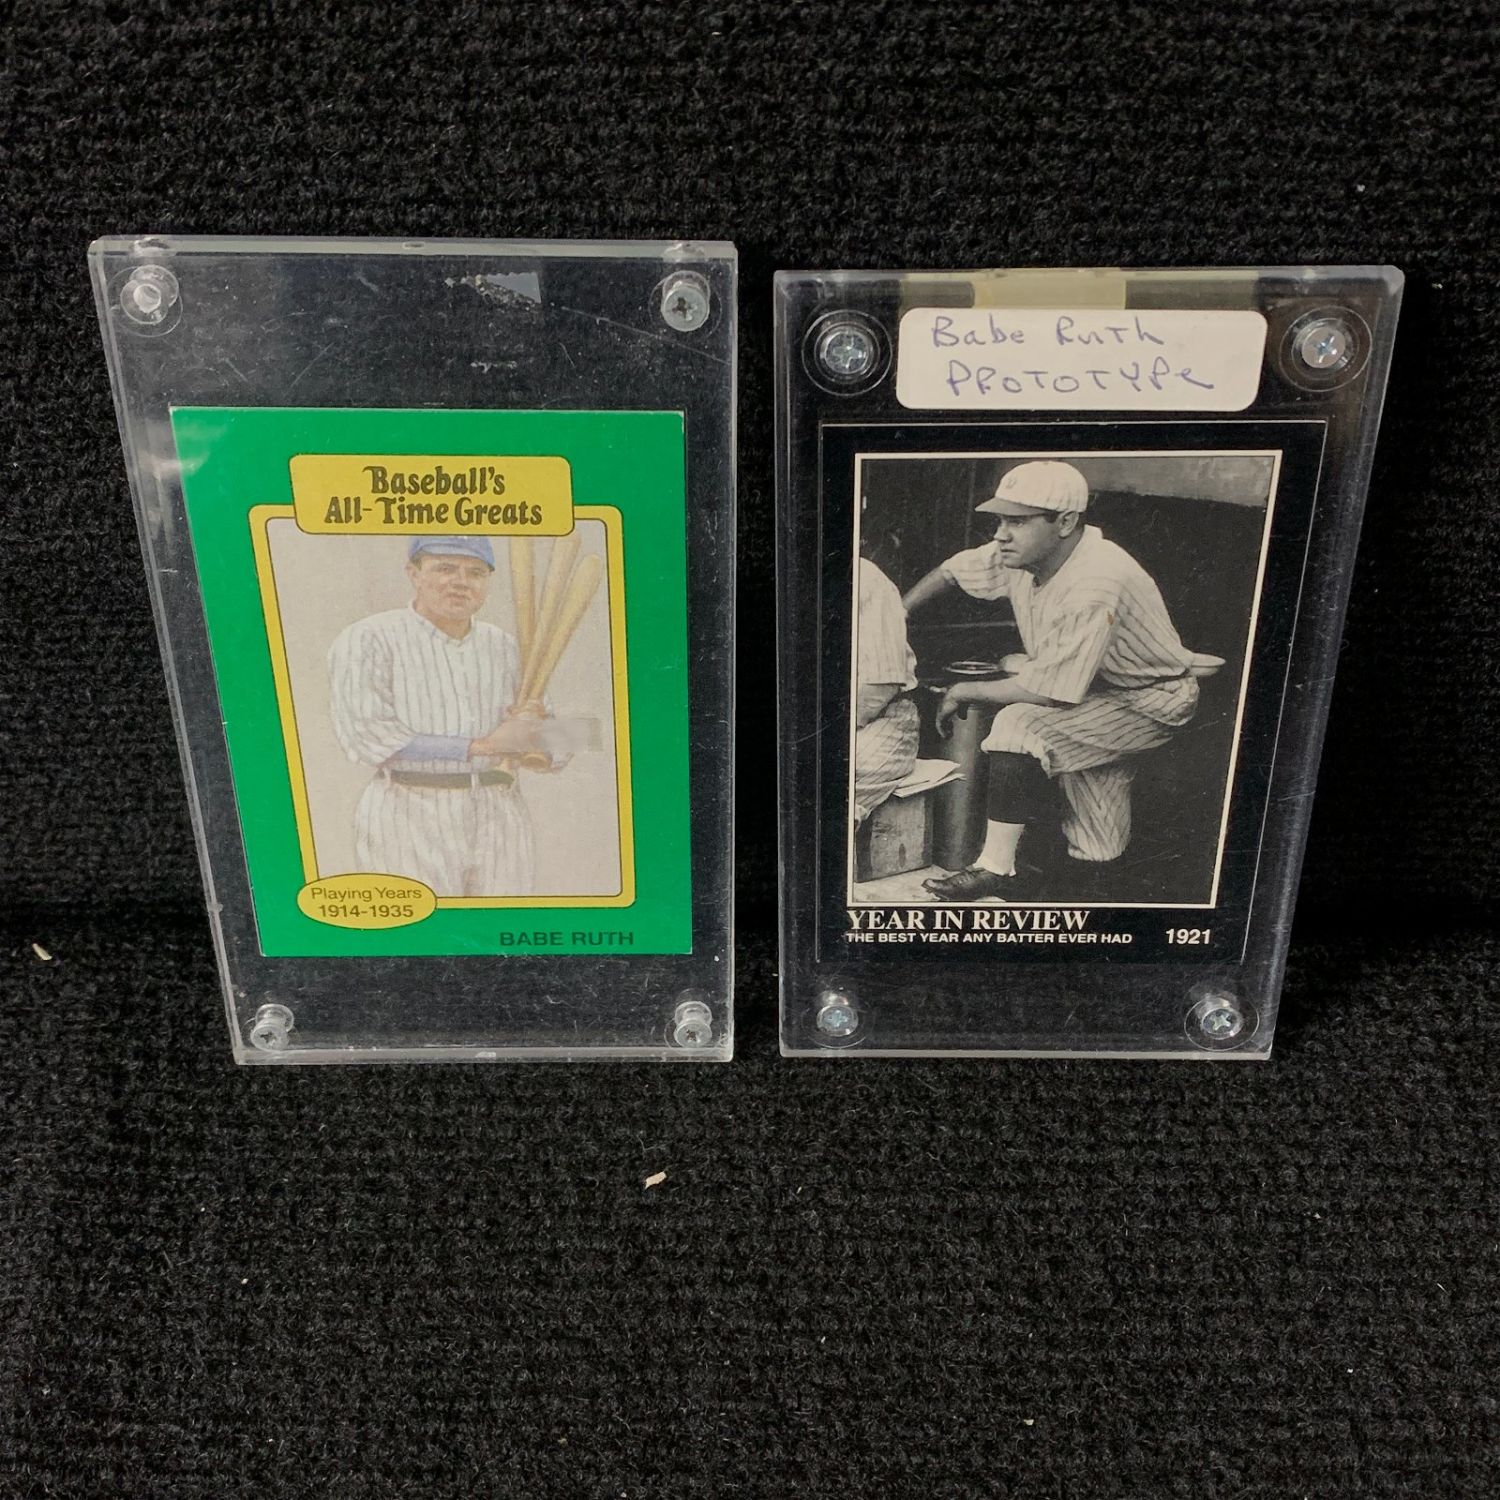 Baseball's
All-Time Greats
Playing Years
1914-1935
BABE RUTH
Babe Ruth
PROTOTYPe
YEAR IN REVIEW
THE BEST YEAR ANY BATTER EVER HAD 1921